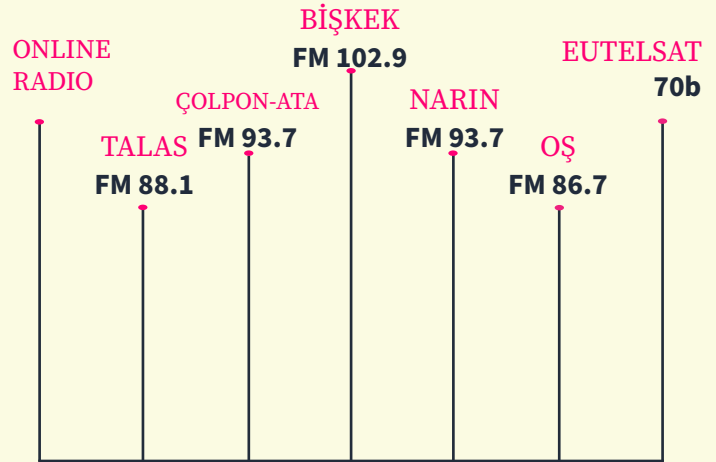 ONLINE
RADIO
TALAS
FM 88.1
ÇOLPON-ATA
FM 93.7
BİŞKEK
FM 102.9
NARIN
FM 93.7
OŞ
FM 86.7
EUTELSAT
70b